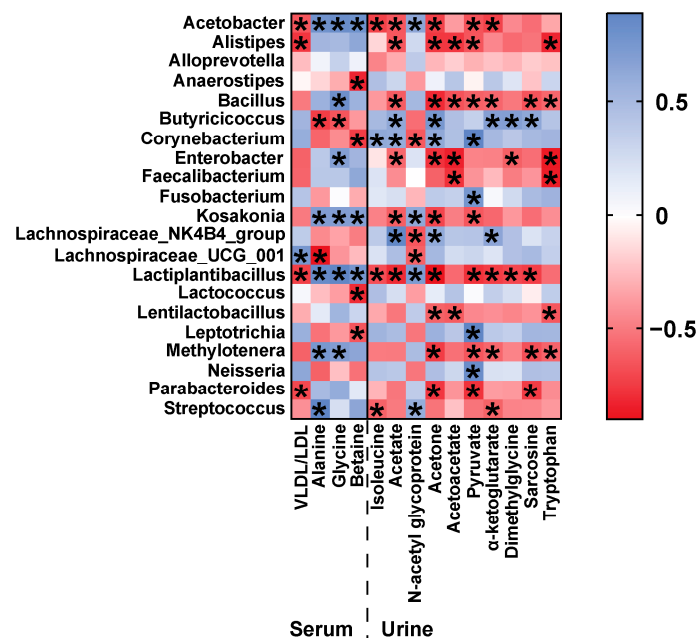 Acetobacter
Alistipes
Alloprevotella
Anaerostipes
Bacillus
Butyricicoccus
Corynebacterium
Enterobacter
Faecalibacterium
Fusobacterium
Kosakonia
Lachnospiraceae_NK4B4_group
Lachnospiraceae_UCG_001
Lactiplantibacillus
Lactococcus
Lentilactobacillus
Leptotrichia
Methylotenera
Neisseria
Parabacteroides
Streptococcus
VLDL/LDL
Alanine
Glycine
Betaine
Isoleucine
Acetate
N-acetyl glycoprotein
Acetone
Acetoacetate
Pyruvate
α-ketoglutarate
Dimethylglycine
Sarcosine
Tryptophan
Serum
Urine
0.5
0
−0.5